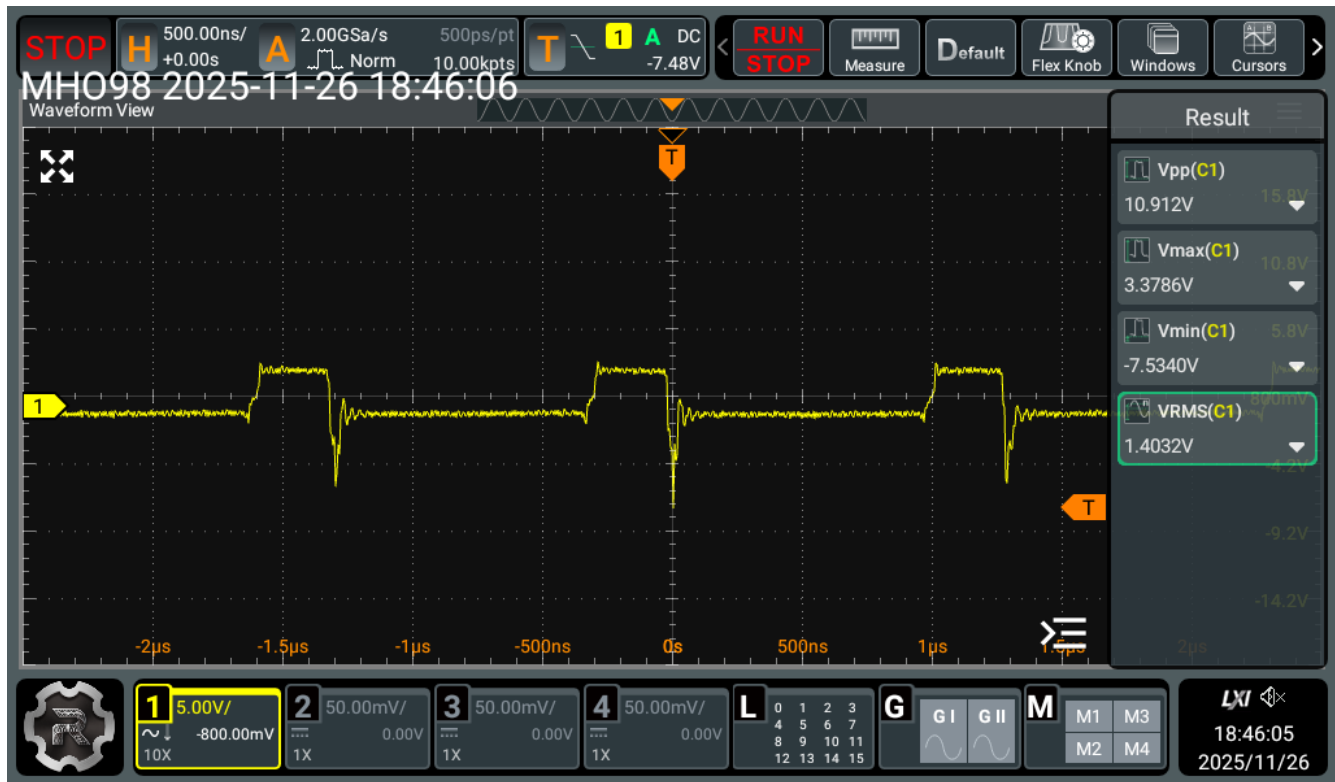 STOP
H
500.00ns/
+0.00s
A
2.00GSa/s
500ps/pt
Norm
10.00kpts
T
1
A
DC
-7.48V
<
RUN
STOP
Measure
Default
Flex Knob
Windows
Cursors
>
MHO98 2025-11-26 18:46:06
Waveform View
T
1
T
-2µs
-1.5µs
-1µs
-500ns
0s
500ns
1µs
1.5µs
2µs
Result
Vpp(C1)
10.912V
15.8V
Vmax(C1)
10.8V
3.3786V
Vmin(C1)
5.8V
-7.5340V
800mV
VRMS(C1)
1.4032V
-4.2V
-9.2V
-14.2V
R
1
5.00V/
-800.00mV
10X
2
50.00mV/
0.00V
1X
3
50.00mV/
0.00V
1X
4
50.00mV/
0.00V
1X
L
0 1 2 3
4 5 6 7
8 9 10 11
12 13 14 15
G
G I
G II
M
M1
M3
M2
M4
LXI
18:46:05
2025/11/26